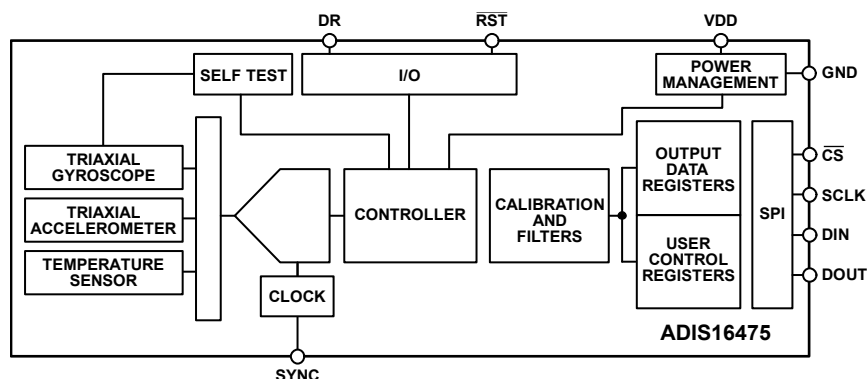 DR
RST
VDD
SELF TEST
I/O
POWER
MANAGEMENT
GND
TRIAXIAL
GYROSCOPE
TRIAXIAL
ACCELEROMETER
TEMPERATURE
SENSOR
CONTROLLER
CLOCK
CALIBRATION
AND
FILTERS
OUTPUT
DATA
REGISTERS
USER
CONTROL
REGISTERS
SPI
CS
SCLK
DIN
DOUT
ADIS16475
SYNC